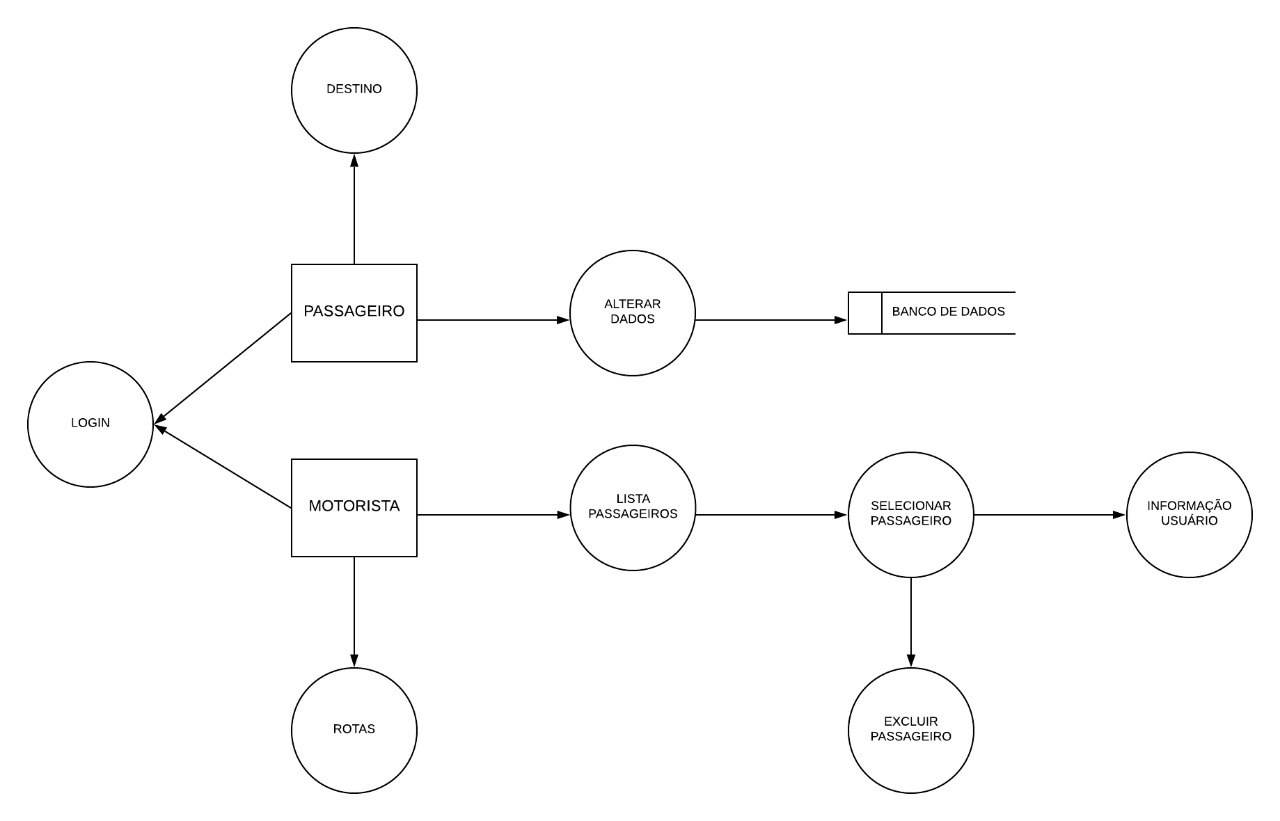 DESTINO
PASSAGEIRO
ALTERAR
DADOS
BANCO DE DADOS
LOGIN
MOTORISTA
LISTA
PASSAGEIROS
SELECIONAR
PASSAGEIRO
INFORMAÇÃO
USUÁRIO
ROTAS
EXCLUIR
PASSAGEIRO